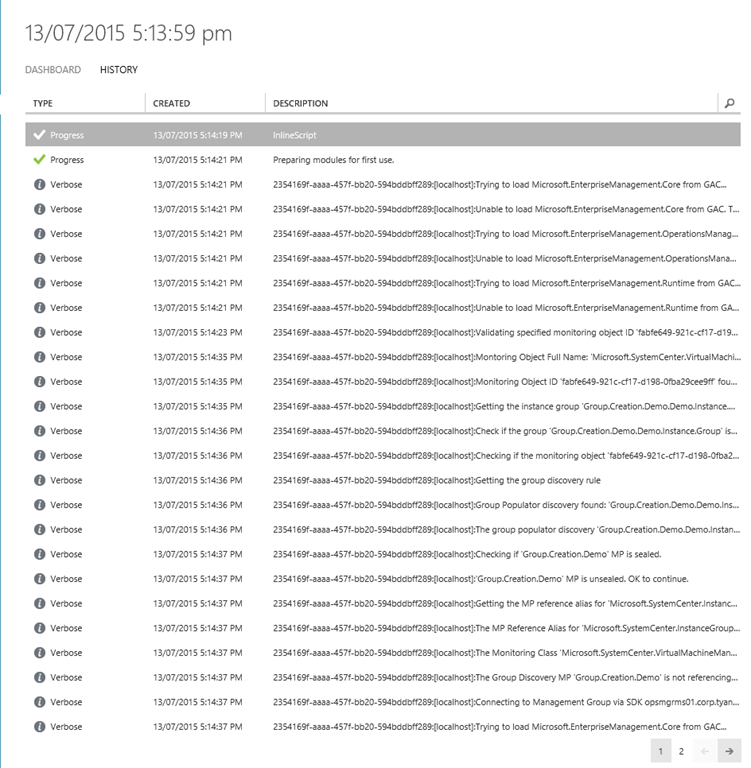 13/07/2015 5:13:59 pm
DASHBOARD HISTORY
TYPE CREATED DESCRIPTION
Progress 13/07/2015 5:14:19 PM InlineScript
Progress 13/07/2015 5:14:21 PM Preparing modules for first use.
Verbose 13/07/2015 5:14:21 PM 2354169f-aaaa-457f-bb20-594bddbff289:[localhost]:Trying to load Microsoft.EnterpriseManagement.Core from GAC...
Verbose 13/07/2015 5:14:21 PM 2354169f-aaaa-457f-bb20-594bddbff289:[localhost]:Unable to load Microsoft.EnterpriseManagement.Core from GAC. T...
Verbose 13/07/2015 5:14:21 PM 2354169f-aaaa-457f-bb20-594bddbff289:[localhost]:Trying to load Microsoft.EnterpriseManagement.OperationsManag...
Verbose 13/07/2015 5:14:21 PM 2354169f-aaaa-457f-bb20-594bddbff289:[localhost]:Unable to load Microsoft.EnterpriseManagement.OperationsMana...
Verbose 13/07/2015 5:14:21 PM 2354169f-aaaa-457f-bb20-594bddbff289:[localhost]:Trying to load Microsoft.EnterpriseManagement.Runtime from GAC...
Verbose 13/07/2015 5:14:21 PM 2354169f-aaaa-457f-bb20-594bddbff289:[localhost]:Unable to load Microsoft.EnterpriseManagement.Runtime from GA...
Verbose 13/07/2015 5:14:23 PM 2354169f-aaaa-457f-bb20-594bddbff289:[localhost]:Validating specified monitoring object ID 'fabfe649-921c-cf17-d19...
Verbose 13/07/2015 5:14:35 PM 2354169f-aaaa-457f-bb20-594bddbff289:[localhost]:Montoring Object Full Name: 'Microsoft.SystemCenter.VirtualMachi...
Verbose 13/07/2015 5:14:35 PM 2354169f-aaaa-457f-bb20-594bddbff289:[localhost]:Monitoring Object ID 'fabfe649-921c-cf17-d198-0fba29cee9ff' fou...
Verbose 13/07/2015 5:14:35 PM 2354169f-aaaa-457f-bb20-594bddbff289:[localhost]:Getting the instance group 'Group.Creation.Demo.Demo.Instance....
Verbose 13/07/2015 5:14:36 PM 2354169f-aaaa-457f-bb20-594bddbff289:[localhost]:Check if the group 'Group.Creation.Demo.Demo.Instance.Group' is...
Verbose 13/07/2015 5:14:36 PM 2354169f-aaaa-457f-bb20-594bddbff289:[localhost]:Checking if the monitoring object 'fabfe649-921c-cf17-d198-0fba2...
Verbose 13/07/2015 5:14:36 PM 2354169f-aaaa-457f-bb20-594bddbff289:[localhost]:Getting the group discovery rule
Verbose 13/07/2015 5:14:36 PM 2354169f-aaaa-457f-bb20-594bddbff289:[localhost]:Group Populator discovery found: 'Group.Creation.Demo.Demo.Ins...
Verbose 13/07/2015 5:14:36 PM 2354169f-aaaa-457f-bb20-594bddbff289:[localhost]:The group populator discovery 'Group.Creation.Demo.Demo.Instan...
Verbose 13/07/2015 5:14:37 PM 2354169f-aaaa-457f-bb20-594bddbff289:[localhost]:Checking if 'Group.Creation.Demo' MP is sealed.
Verbose 13/07/2015 5:14:37 PM 2354169f-aaaa-457f-bb20-594bddbff289:[localhost]:'Group.Creation.Demo' MP is unsealed. OK to continue.
Verbose 13/07/2015 5:14:37 PM 2354169f-aaaa-457f-bb20-594bddbff289:[localhost]:Getting the MP reference alias for 'Microsoft.SystemCenter.Instanc...
Verbose 13/07/2015 5:14:37 PM 2354169f-aaaa-457f-bb20-594bddbff289:[localhost]:The MP Reference Alias for 'Microsoft.SystemCenter.InstanceGroup...
Verbose 13/07/2015 5:14:37 PM 2354169f-aaaa-457f-bb20-594bddbff289:[localhost]:The Monitoring Class 'Microsoft.SystemCenter.VirtualMachineMan...
Verbose 13/07/2015 5:14:37 PM 2354169f-aaaa-457f-bb20-594bddbff289:[localhost]:The Group Discovery MP 'Group.Creation.Demo' is not referencing...
Verbose 13/07/2015 5:14:37 PM 2354169f-aaaa-457f-bb20-594bddbff289:[localhost]:Connecting to Management Group via SDK opsmgrms01.corp.tyan...
Verbose 13/07/2015 5:14:37 PM 2354169f-aaaa-457f-bb20-594bddbff289:[localhost]:Trying to load Microsoft.EnterpriseManagement.Core from GAC...
1 2